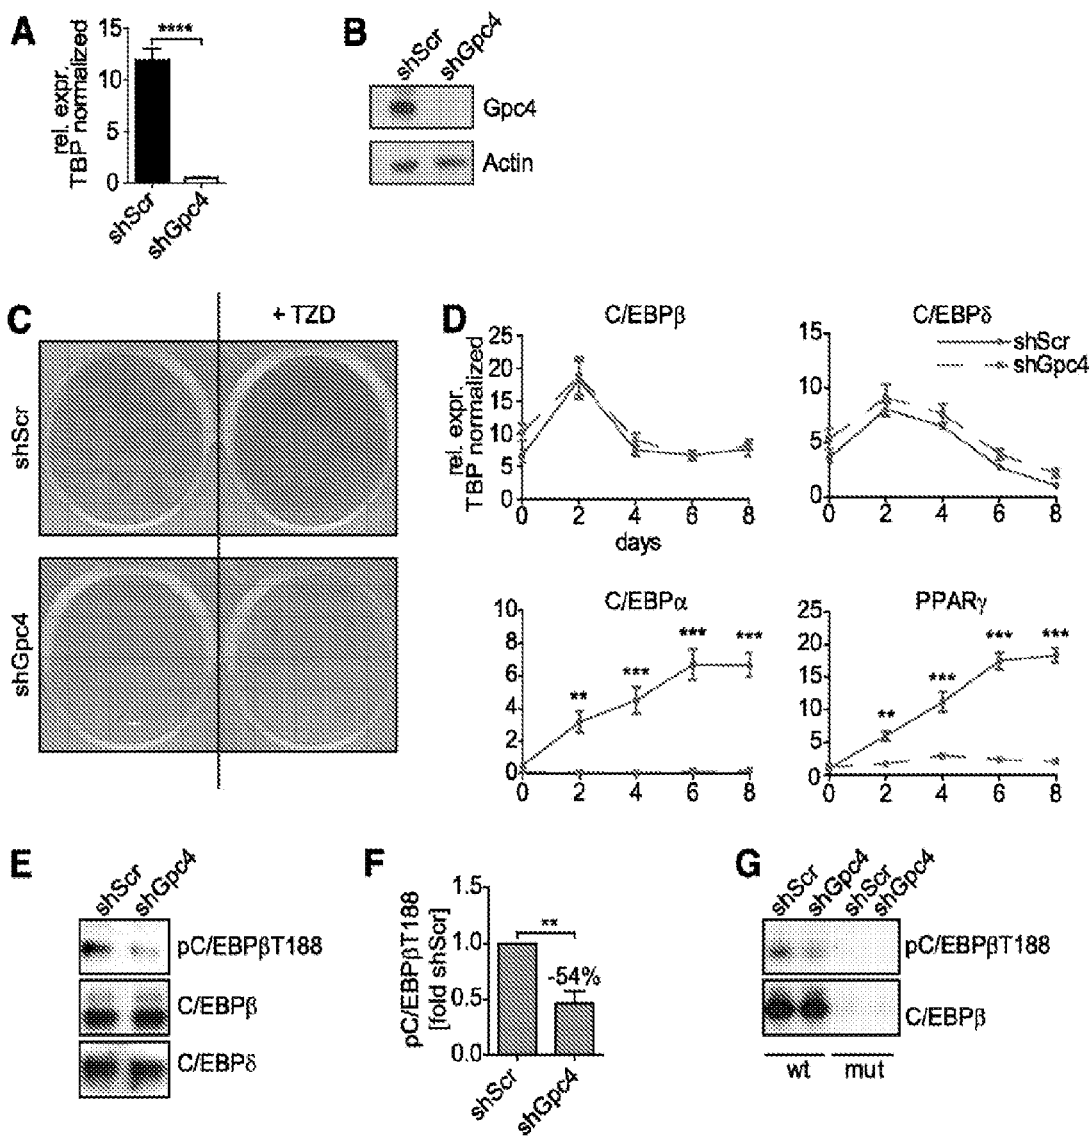 A
rel. expr.
TBP normalized
15
10
5
0
****
shScr
shGpc4
B
shScr
shGpc4
Gpc4
Actin
C
+ TZD
shScr
shGpc4
D
rel. expr.
TBP normalized
C/EBPβ
25
20
15
10
5
0
0 2 4 6 8
days
C/EBPδ
15
10
5
0
0 2 4 6 8
shScr
shGpc4
C/EBPα
10
8
6
4
2
0
** *** *** ***
0 2 4 6 8
PPARγ
25
20
15
10
5
0
** *** *** ***
0 2 4 6 8
E
shScr
shGpc4
pC/EBPβT188
C/EBPβ
C/EBPδ
F
pC/EBPβT188
[fold shScr]
1.5
1.0
0.5
0.0
**
-54%
shScr
shGpc4
G
shScr
shGpc4
shScr
shGpc4
pC/EBPβT188
C/EBPβ
wt mut